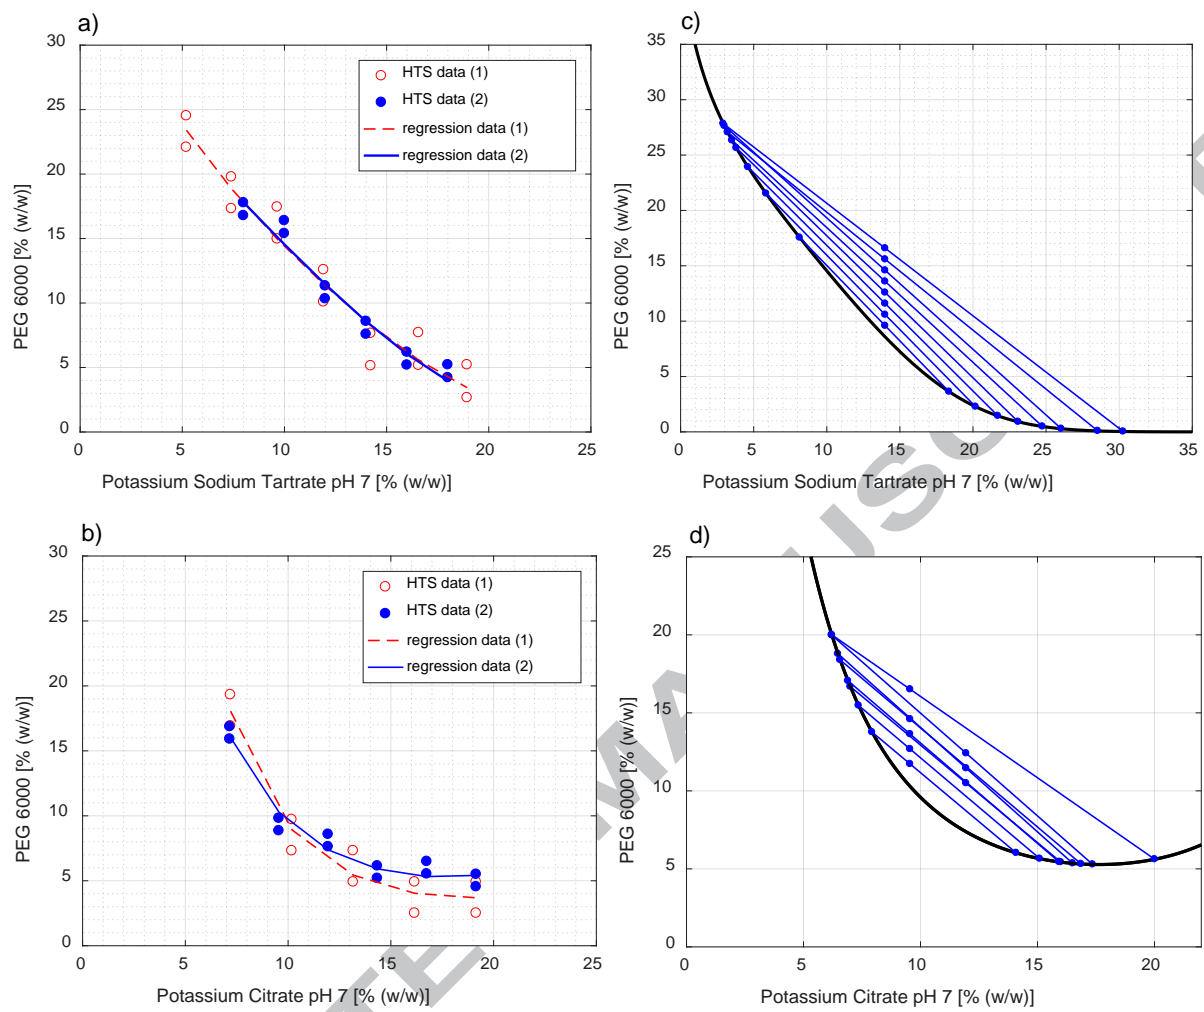 a)
30
25
20
15
10
5
0
0
5
10
15
20
25
PEG 6000 [% (w/w)]
Potassium Sodium Tartrate pH 7 [% (w/w)]
HTS data (1)
HTS data (2)
regression data (1)
regression data (2)
c)
35
30
25
20
15
10
5
0
0
5
10
15
20
25
30
35
PEG 6000 [% (w/w)]
Potassium Sodium Tartrate pH 7 [% (w/w)]
b)
30
25
20
15
10
5
0
0
5
10
15
20
25
PEG 6000 [% (w/w)]
Potassium Citrate pH 7 [% (w/w)]
HTS data (1)
HTS data (2)
regression data (1)
regression data (2)
d)
25
20
15
10
5
0
0
5
10
15
20
PEG 6000 [% (w/w)]
Potassium Citrate pH 7 [% (w/w)]